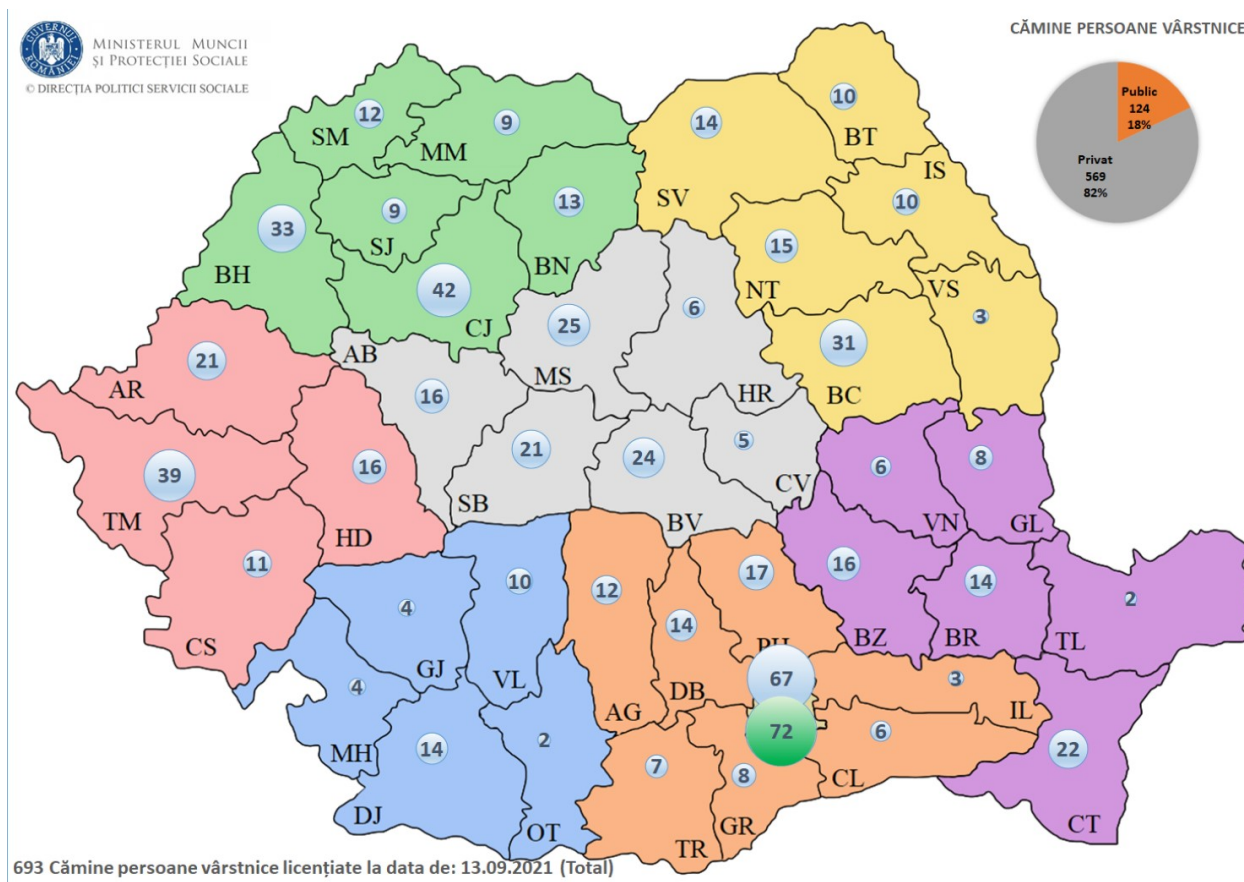 GUVERNUL ROMÂNIEI
MINISTERUL MUNCII
ȘI PROTECȚIEI SOCIALE
© DIRECȚIA POLITICI SERVICII SOCIALE
CĂMINE PERSOANE VÂRSTNICE
Public
124
18%
Privat
569
82%
12
SM
9
MM
14
SV
10
BT
IS
10
33
BH
9
SJ
13
BN
15
NT
VS
3
42
CJ
25
MS
6
HR
31
BC
21
AR
AB
16
39
TM
16
HD
21
SB
24
BV
5
CV
6
VN
8
GL
11
CS
4
GJ
10
VL
12
AG
14
DB
17
16
BZ
14
BR
2
TL
67
72
3
IL
4
MH
14
DJ
2
OT
7
TR
8
GR
6
CL
22
CT
693 Cămine persoane vârstnice licențiate la data de: 13.09.2021 (Total)